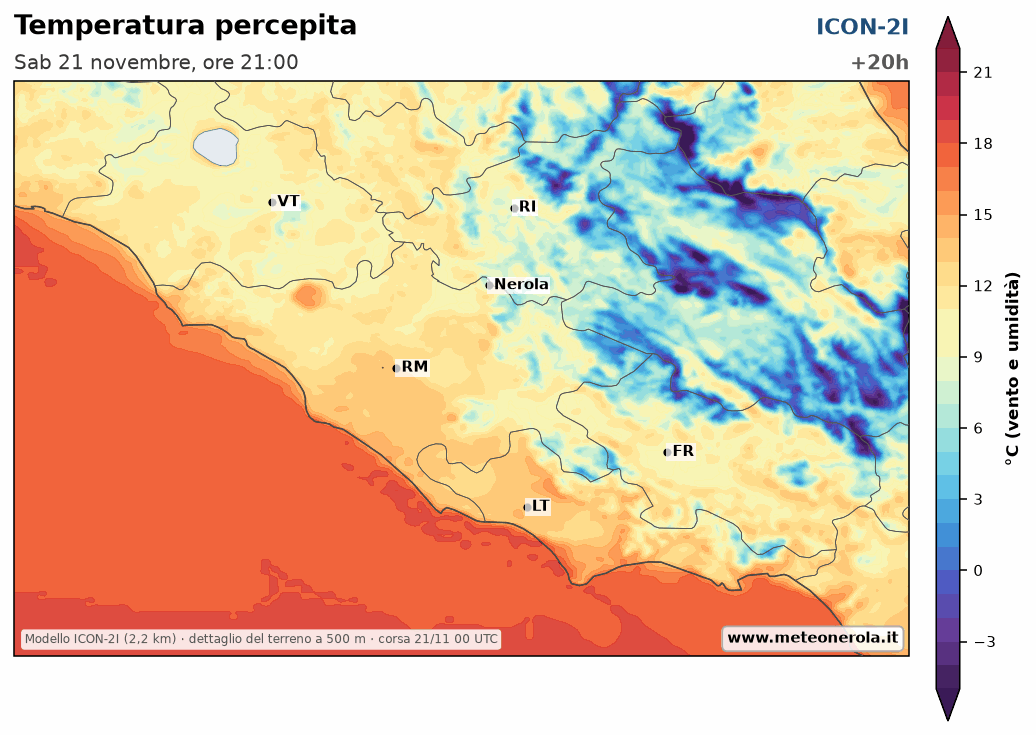 Temperatura percepita
ICON-2I
Sab 21 novembre, ore 21:00
+20h
VT
RI
Nerola
RM
FR
LT
Modello ICON-2I (2,2 km) · dettaglio del terreno a 500 m · corsa 21/11 00 UTC
www.meteonerola.it
21
18
15
12
9
6
3
0
−3
°C (vento e umidità)